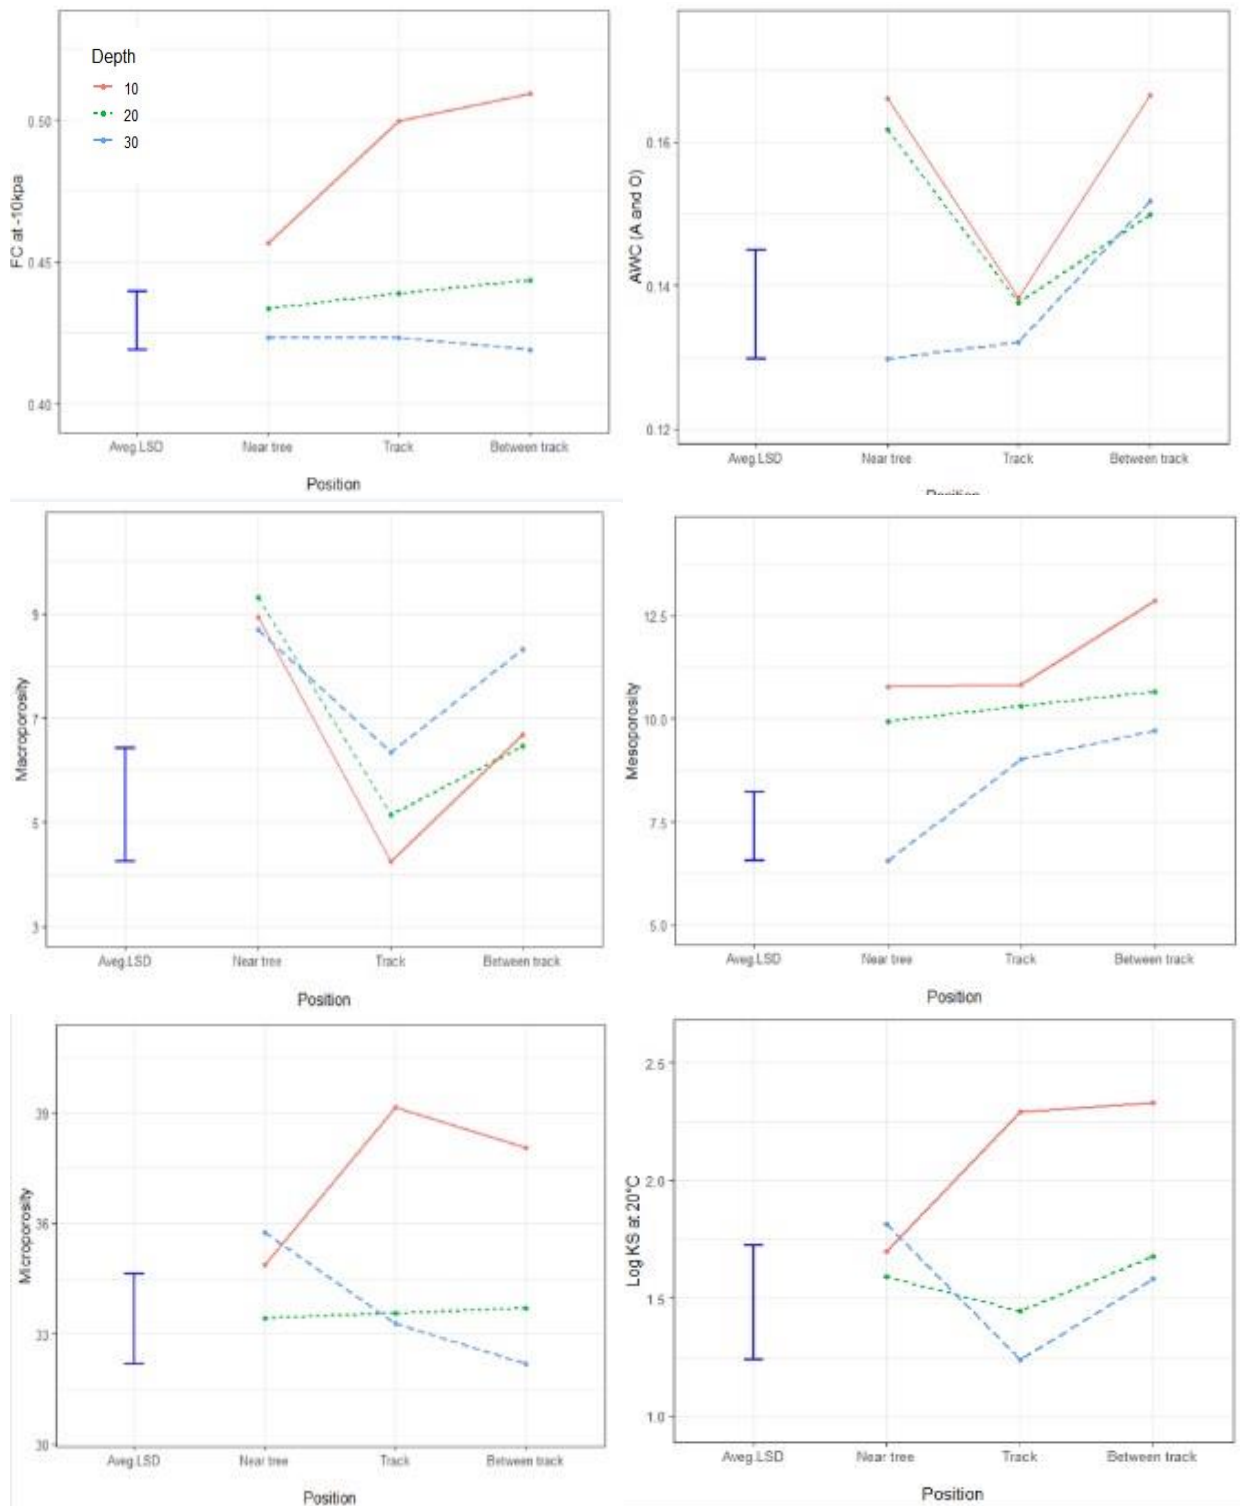 Depth
10
20
30
0.50
0.45
0.40
FC at -10kpa
Aveg.LSD Near tree Track Between track
Position
0.16
0.14
0.12
AWC (A and O)
Aveg.LSD Near tree Track Between track
Position
9
7
5
3
Macroporosity
Aveg.LSD Near tree Track Between track
Position
12.5
10.0
7.5
5.0
Mesoporosity
Aveg.LSD Near tree Track Between track
Position
39
36
33
30
Microporosity
Aveg.LSD Near tree Track Between track
Position
2.5
2.0
1.5
1.0
Log KS at 20°C
Aveg.LSD Near tree Track Between track
Position